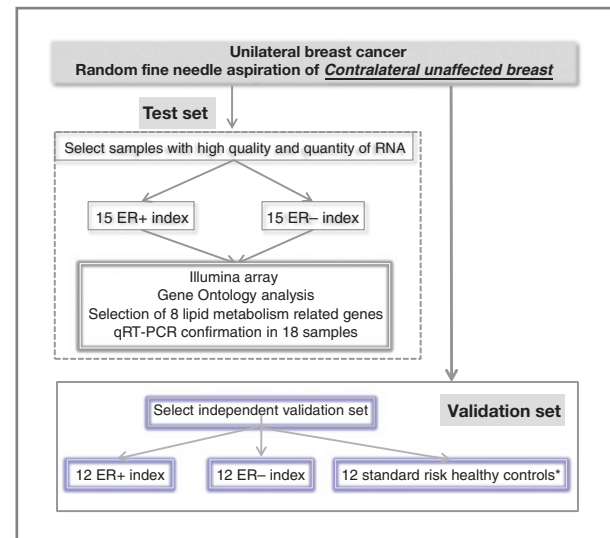 Unilateral breast cancer
Random fine needle aspiration of Contralateral unaffected breast
Test set
Select samples with high quality and quantity of RNA
15 ER+ index
15 ER– index
Illumina array
Gene Ontology analysis
Selection of 8 lipid metabolism related genes
qRT-PCR confirmation in 18 samples
Select independent validation set
Validation set
12 ER+ index
12 ER– index
12 standard risk healthy controls*